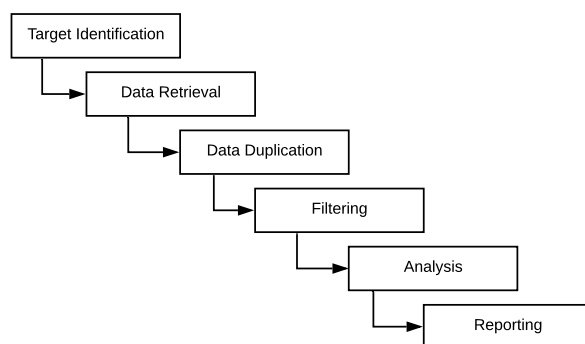 Target Identification
Data Retrieval
Data Duplication
Filtering
Analysis
Reporting